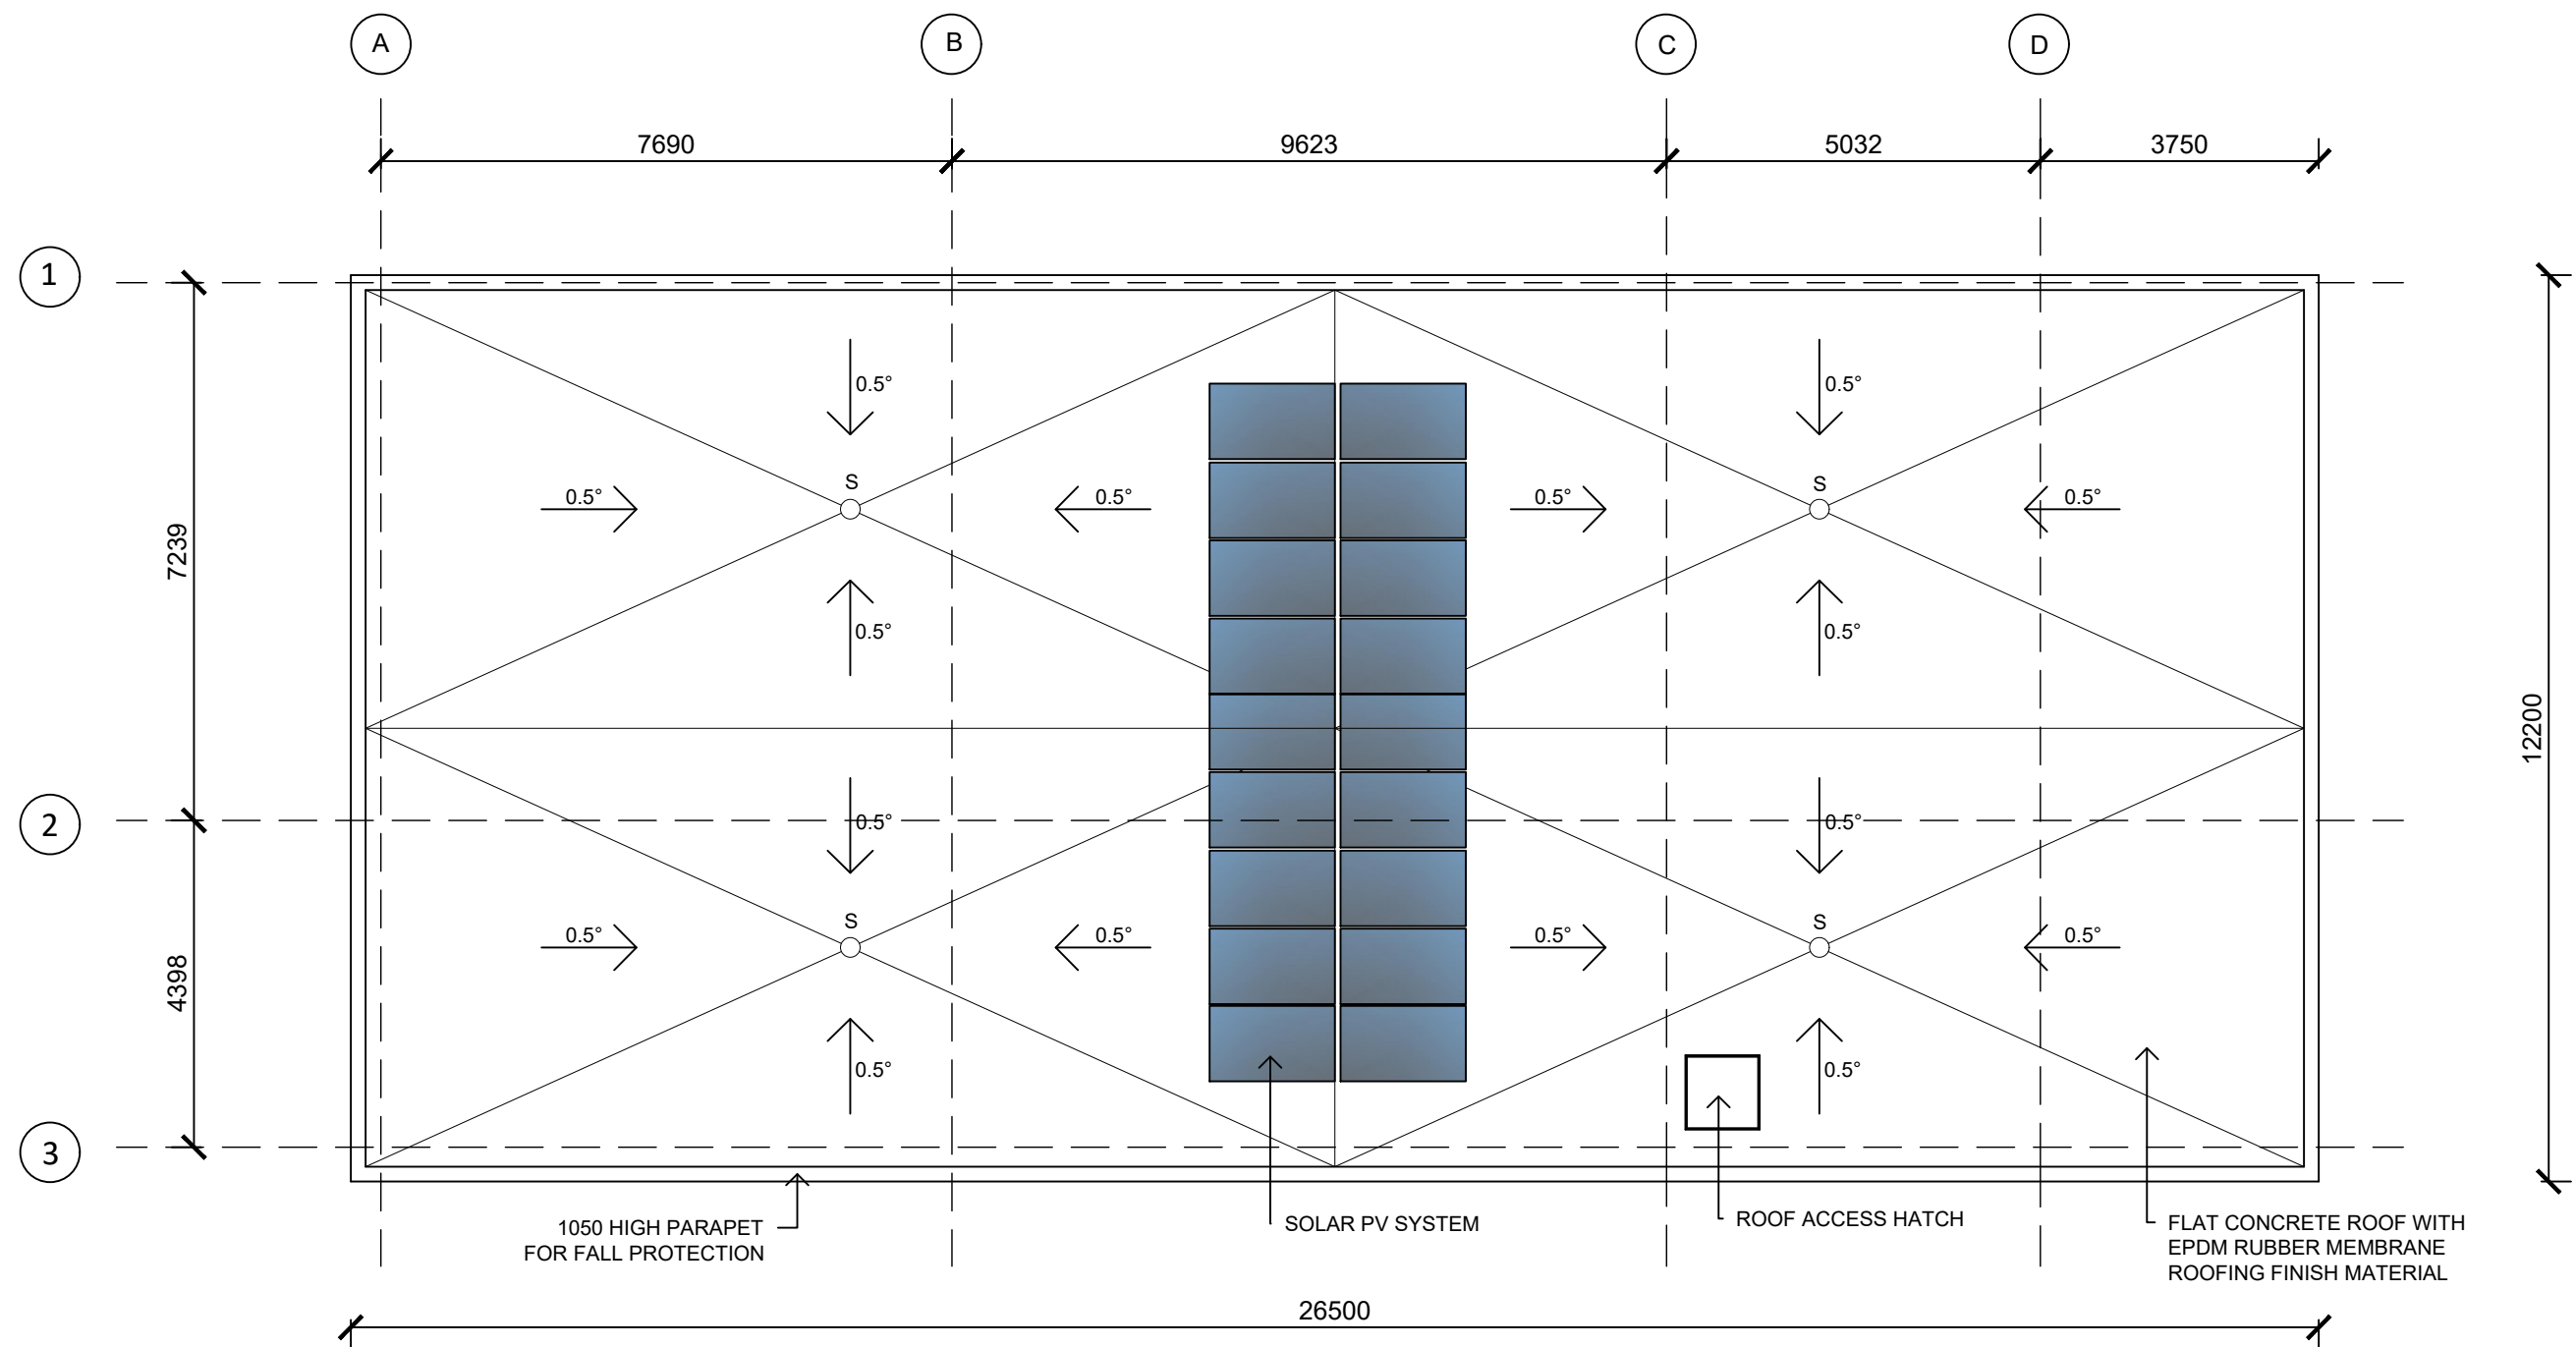 A
B
C
D
7690
9623
5032
3750
1
0.5°
0.5°
S
S
0.5°
0.5°
0.5°
0.5°
7239
0.5°
0.5°
12200
2
0.5°
0.5°
S
S
0.5°
0.5°
0.5°
0.5°
4398
0.5°
0.5°
3
1050 HIGH PARAPET
FOR FALL PROTECTION
SOLAR PV SYSTEM
ROOF ACCESS HATCH
FLAT CONCRETE ROOF WITH
EPDM RUBBER MEMBRANE
ROOFING FINISH MATERIAL
26500